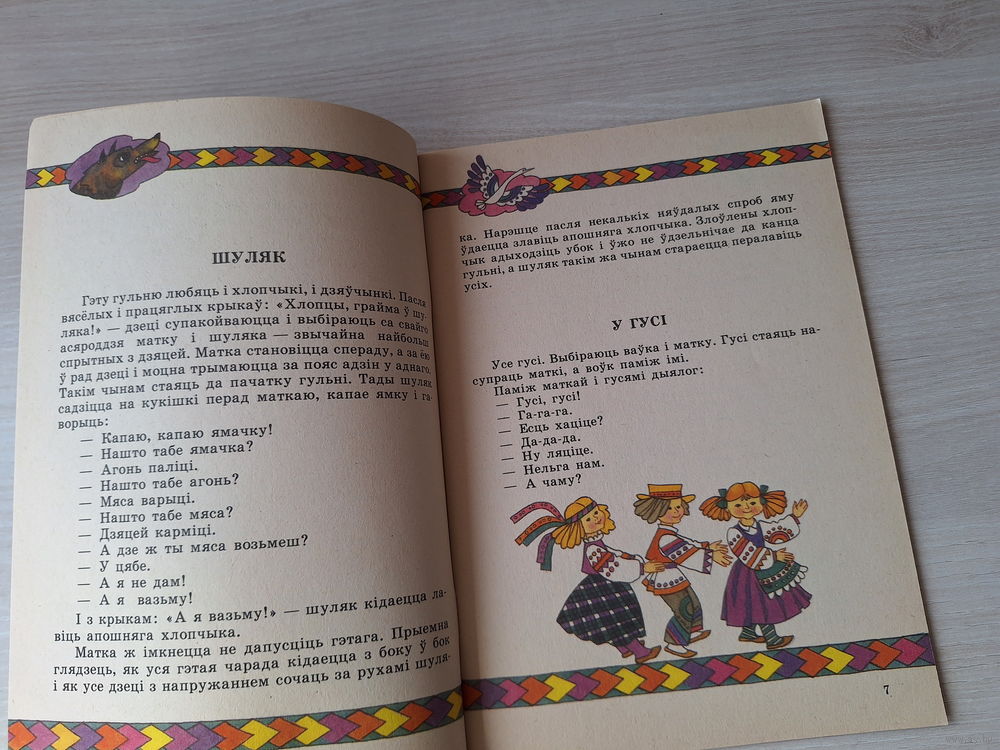 ШУЛЯК
Гэту гульню любяць і хлопчыкі, і дзяўчынкі. Пасля
вясёлых і працяглых крыкаў: «Хлопцы, грайма ў шу-
ляка!» — дзеці супакойваюцца і выбіраюць са свайго
асяроддзя матку і шуляка — звычайна найбольш
спрытных з дзяцей. Матка становіцца спераду, а за ёю
ў рад дзеці і моцна трымаюцца за пояс адзін у аднаго.
Такім чынам стаяць да пачатку гульні. Тады шуляк
садзіцца на кукішкі перад маткаю, капае ямку і га-
ворыць:
— Капаю, капаю ямачку!
— Нашто табе ямачка?
— Агонь паліці.
— Нашто табе агонь?
— Мяса варыці.
— Нашто табе мяса?
— Дзяцей карміці.
— А дзе ж ты мяса возьмеш?
— У цябе.
— А я не дам!
— А я вазьму!
І з крыкам: «А я вазьму!» — шуляк кідаецца ла-
віць апошняга хлопчыка.
Матка ж імкнецца не дапусціць гэтага. Прыемна
глядзець, як уся гэтая чарада кідаецца з боку ў бок
і як усе дзеці з напружаннем сочаць за рухамі шуля-
ка. Нарэшце пасля некалькіх няўдалых спроб яму
ўдаецца злавіць апошняга хлопчыка. Злоўлены хлоп-
чык адыходзіць убок і ўжо не ўдзельнічае да канца
гульні, а шуляк такім жа чынам стараецца пералавіць
усіх.
У ГУСІ
Усе гусі. Выбіраюць ваўка і матку. Гусі стаяць на-
супраць маткі, а воўк паміж імі.
Паміж маткай і гусямі дыялог:
— Гусі, гусі!
— Га-га-га.
— Есць хаціце?
— Да-да-да.
— Ну ляціце.
— Нельга нам.
— А чаму?
7